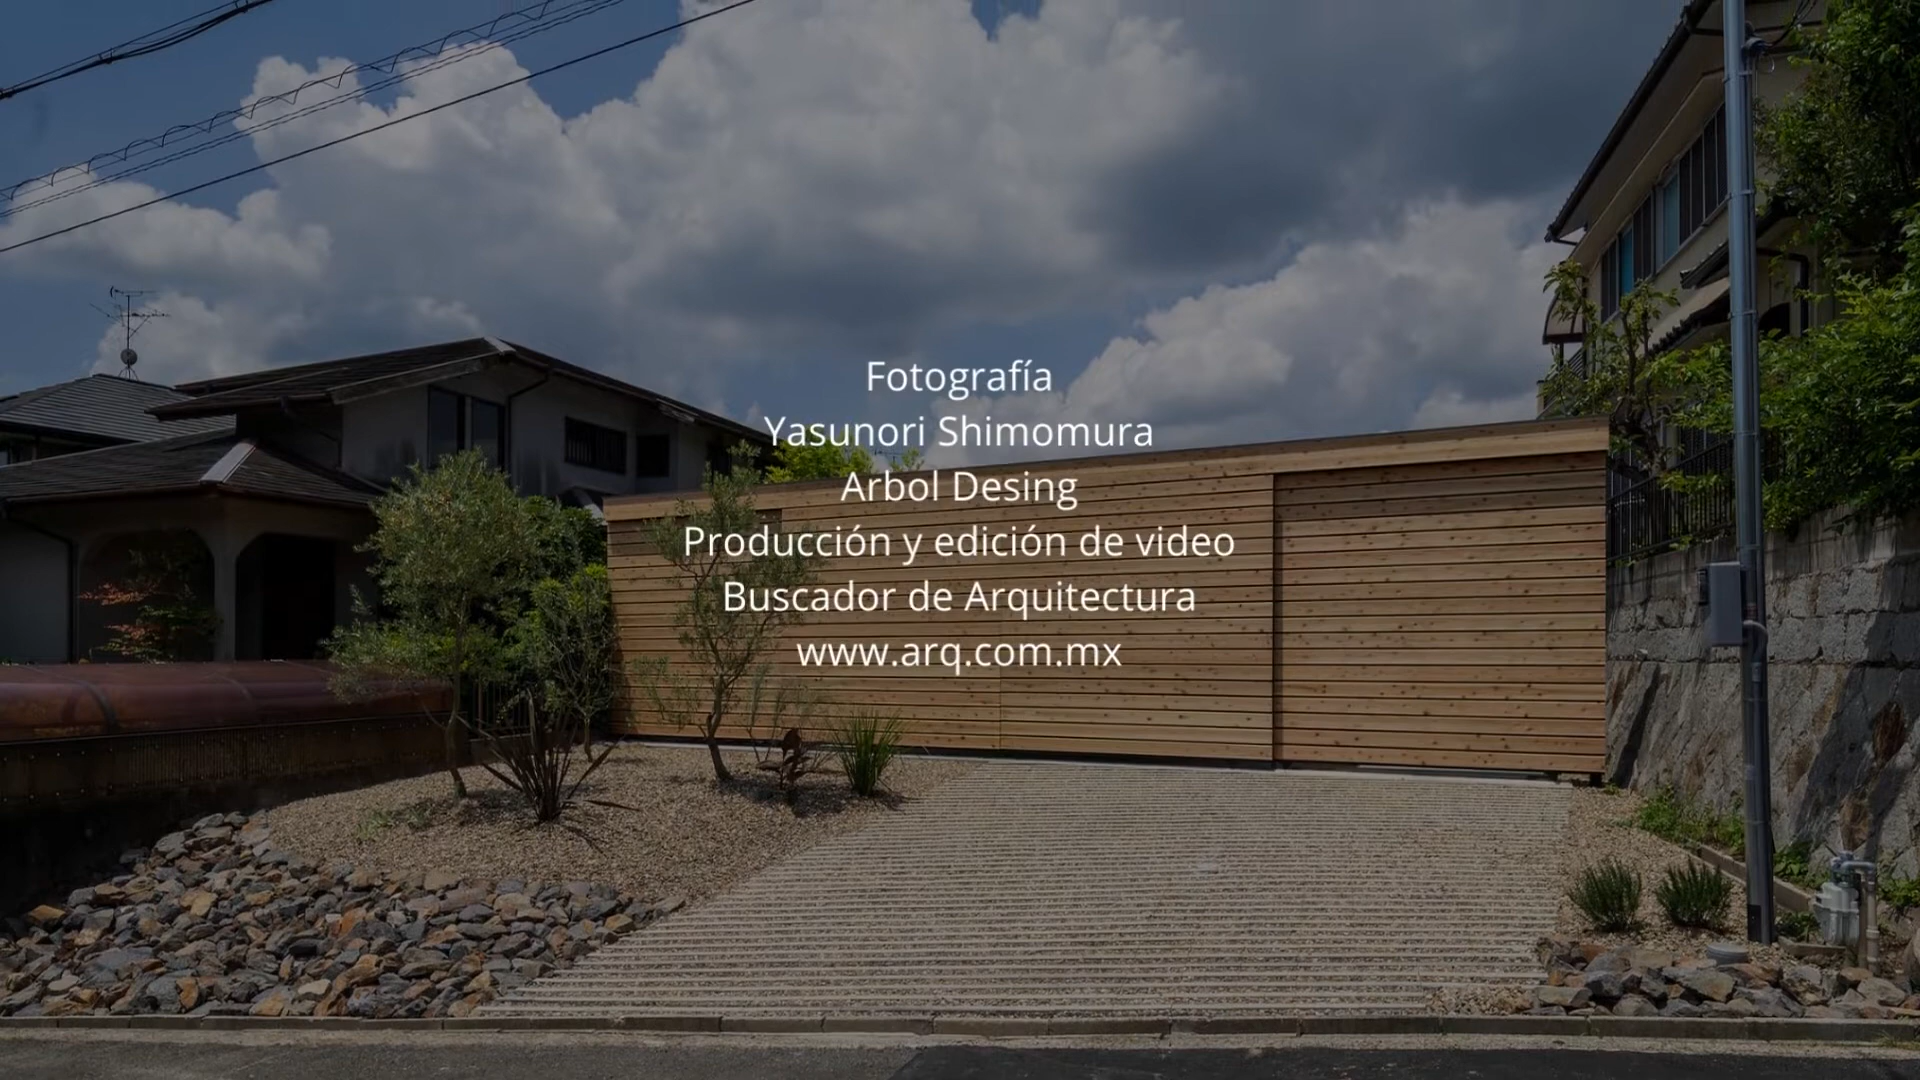 Fotografía
Yasunori Shimomura
Arbol Desing
Producción y edición de video
Buscador de Arquitectura
www.arq.com.mx